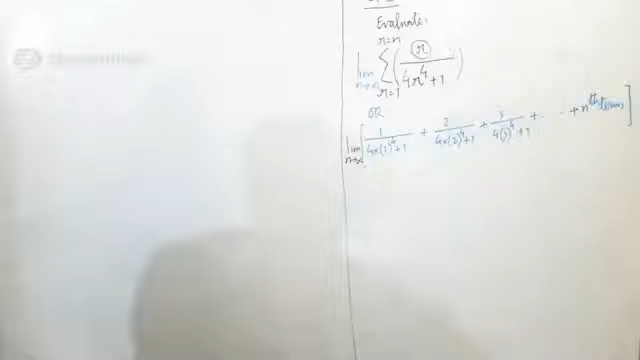 Evaluate:
lim n→∞ r=n ∑ r=1 ( r / 4r⁴+1 )
OR
lim n→∞ [ 1 / 4×(1)⁴+1 + 2 / 4×(2)⁴+1 + 3 / 4(3)⁴+1 + ... + nth term ]